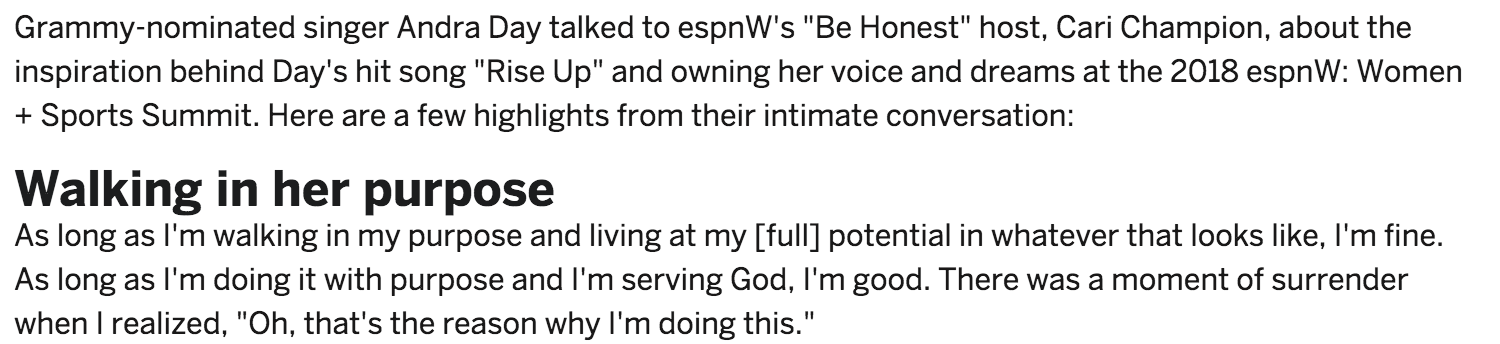 Grammy-nominated singer Andra Day talked to espnW's "Be Honest" host, Cari Champion, about the
inspiration behind Day's hit song "Rise Up" and owning her voice and dreams at the 2018 espnW: Women
+ Sports Summit. Here are a few highlights from their intimate conversation:
Walking in her purpose
As long as I'm walking in my purpose and living at my [full] potential in whatever that looks like, I'm fine.
As long as I'm doing it with purpose and I'm serving God, I'm good. There was a moment of surrender
when I realized, "Oh, that's the reason why I'm doing this."